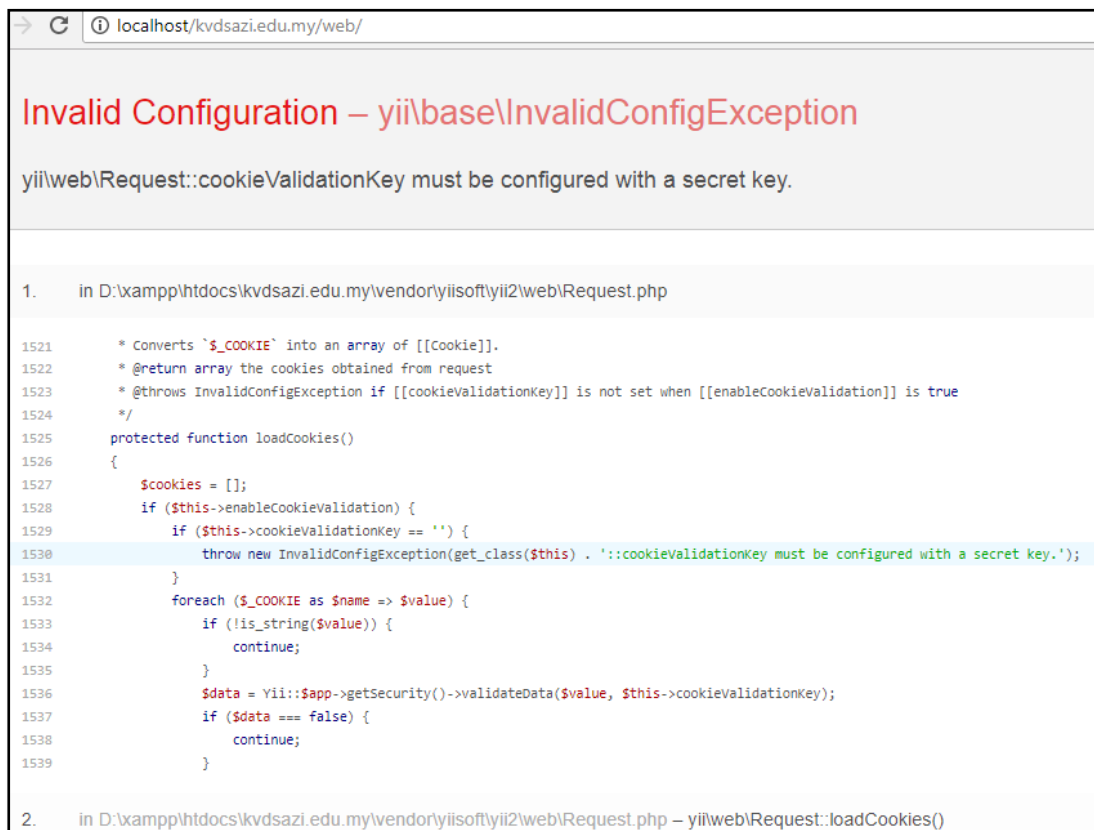 localhost/kvdsazi.edu.my/web/
Invalid Configuration – yii\base\InvalidConfigException
yii\web\Request::cookieValidationKey must be configured with a secret key.
1. in D:\xampp\htdocs\kvdsazi.edu.my\vendor\yiisoft\yii2\web\Request.php
1521 * Converts `$_COOKIE` into an array of [[Cookie]].
1522 * @return array the cookies obtained from request
1523 * @throws InvalidConfigException if [[cookieValidationKey]] is not set when [[enableCookieValidation]] is true
1524 */
1525 protected function loadCookies()
1526 {
1527 $cookies = [];
1528 if ($this->enableCookieValidation) {
1529 if ($this->cookieValidationKey == '') {
1530 throw new InvalidConfigException(get_class($this) . '::cookieValidationKey must be configured with a secret key.');
1531 }
1532 foreach ($_COOKIE as $name => $value) {
1533 if (!is_string($value)) {
1534 continue;
1535 }
1536 $data = Yii::$app->getSecurity()->validateData($value, $this->cookieValidationKey);
1537 if ($data === false) {
1538 continue;
1539 }
2. in D:\xampp\htdocs\kvdsazi.edu.my\vendor\yiisoft\yii2\web\Request.php – yii\web\Request::loadCookies()